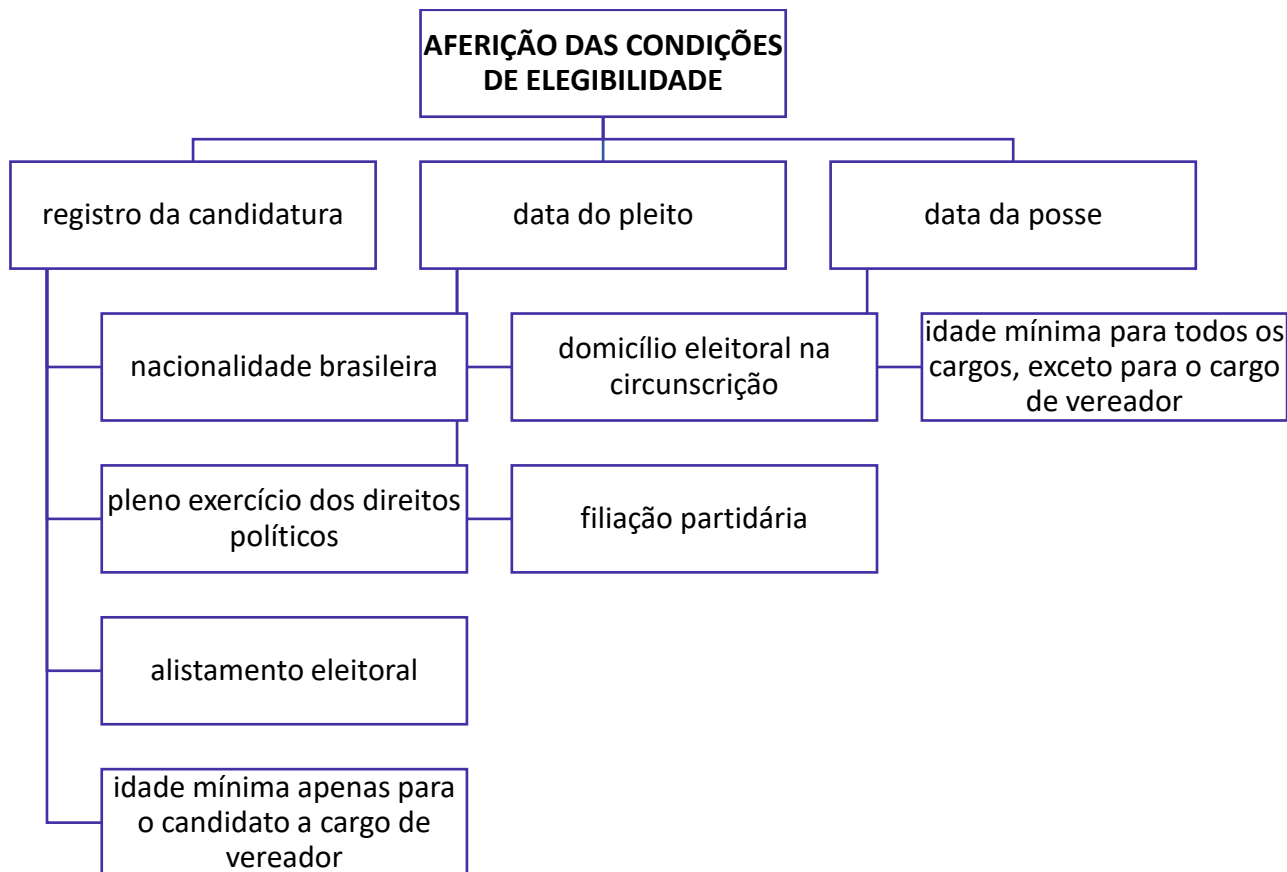 AFERIÇÃO DAS CONDIÇÕES
DE ELEGIBILIDADE
registro da candidatura
data do pleito
data da posse
nacionalidade brasileira
pleno exercício dos direitos
políticos
alistamento eleitoral
idade mínima apenas para
o candidato a cargo de
vereador
domicílio eleitoral na
circunscrição
filiação partidária
idade mínima para todos os
cargos, exceto para o cargo
de vereador